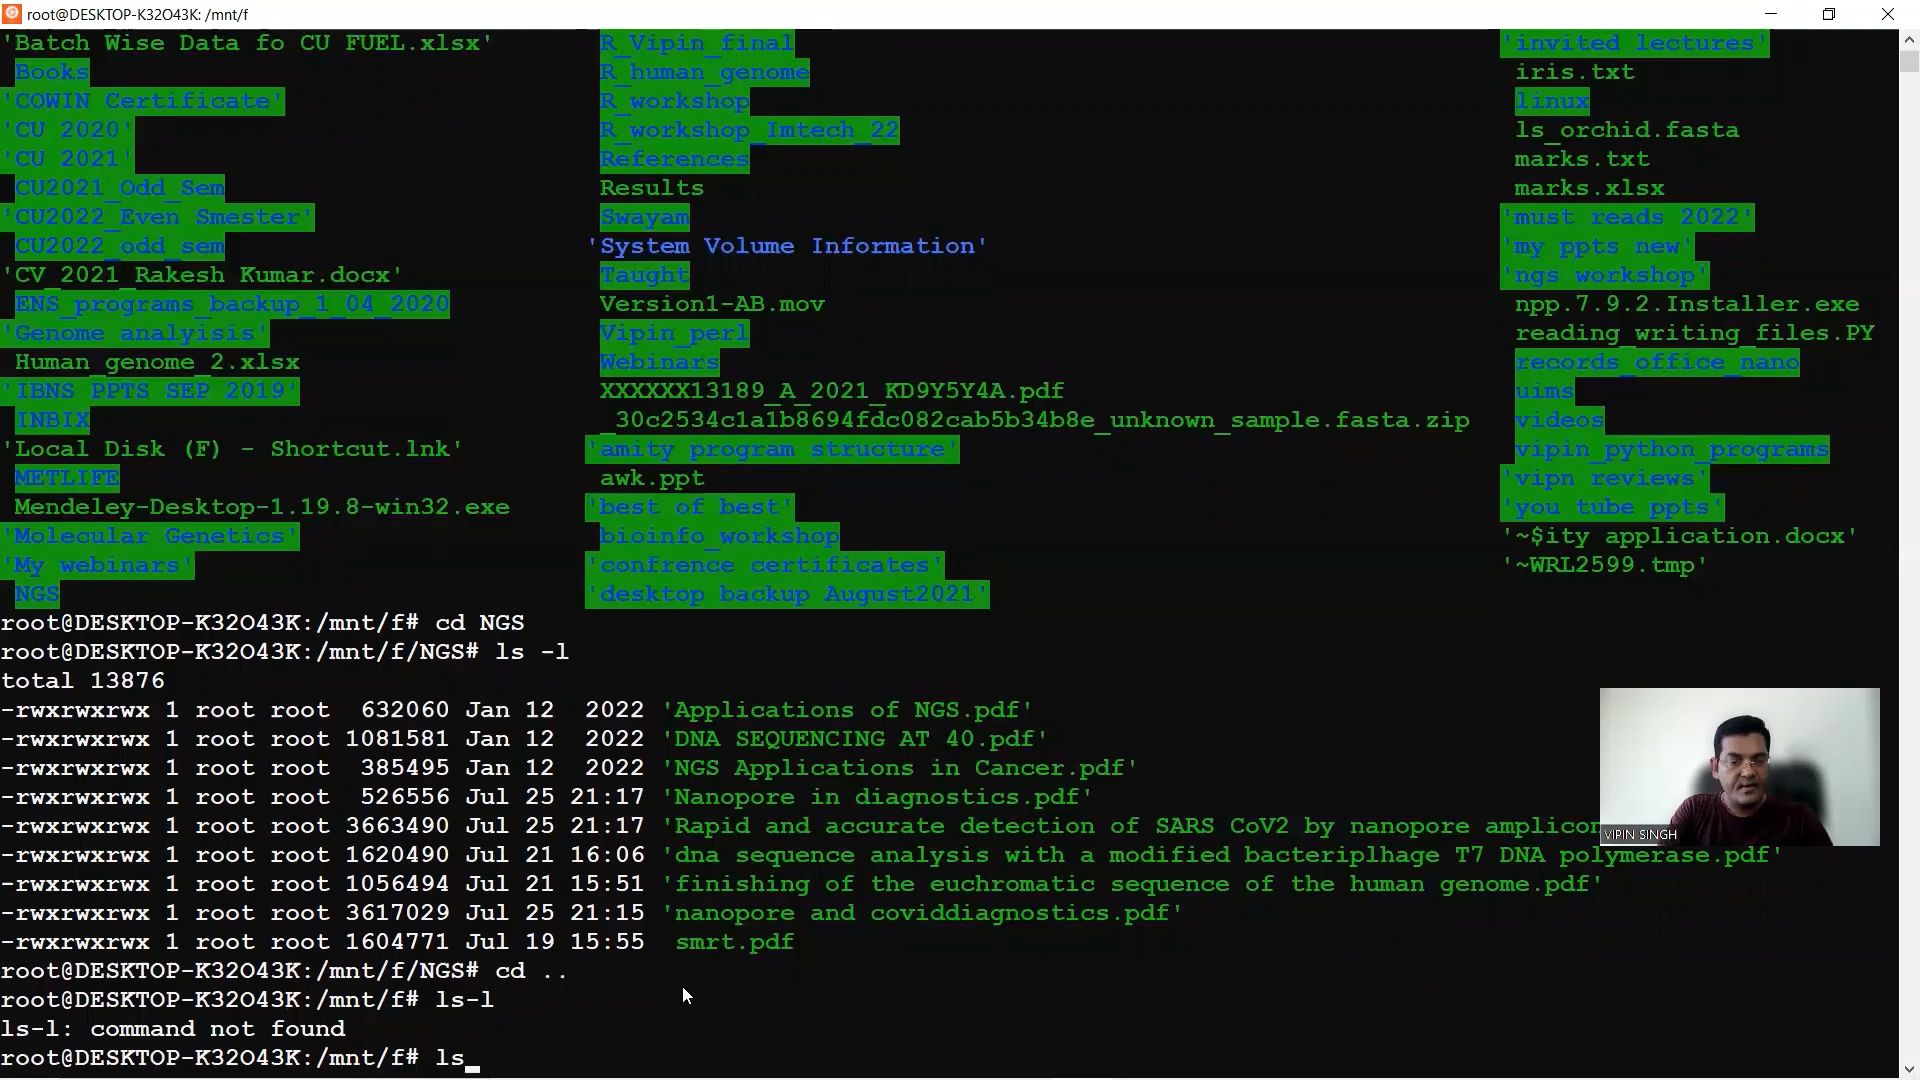 root@DESKTOP-K32O43K: /mnt/f
'Batch Wise Data fo CU FUEL.xlsx' R_Vipin_final 'invited lectures'
Books R_human_genome iris.txt
'COWIN Certificate' R_workshop linux
'CU 2020' R_workshop_Imtech_22 ls_orchid.fasta
'CU 2021' References marks.txt
CU2021_Odd_Sem Results marks.xlsx
'CU2022_Even Smester' Swayam 'must reads 2022'
CU2022_odd_sem 'System Volume Information' 'my ppts new'
'CV_2021_Rakesh Kumar.docx' Taught 'ngs workshop'
ENS_programs_backup_1_04_2020 Version1-AB.mov npp.7.9.2.Installer.exe
'Genome analyisis' Vipin_perl reading_writing_files.PY
Human_genome_2.xlsx Webinars records_office_nano
'IBNS PPTS SEP 2019' XXXXXX13189_A_2021_KD9Y5Y4A.pdf uims
INBIX _30c2534c1a1b8694fdc082cab5b34b8e_unknown_sample.fasta.zip videos
'Local Disk (F) - Shortcut.lnk' 'amity program structure' vipin_python_programs
METLIFE awk.ppt 'vipn reviews'
Mendeley-Desktop-1.19.8-win32.exe 'best of best' 'you tube ppts'
'Molecular Genetics' bioinfo_workshop '~$ity application.docx'
'My webinars' 'confrence certificates' '~WRL2599.tmp'
NGS 'desktop backup August2021'
root@DESKTOP-K32O43K:/mnt/f# cd NGS
root@DESKTOP-K32O43K:/mnt/f/NGS# ls -l
total 13876
-rwxrwxrwx 1 root root 632060 Jan 12 2022 'Applications of NGS.pdf'
-rwxrwxrwx 1 root root 1081581 Jan 12 2022 'DNA SEQUENCING AT 40.pdf'
-rwxrwxrwx 1 root root 385495 Jan 12 2022 'NGS Applications in Cancer.pdf'
-rwxrwxrwx 1 root root 526556 Jul 25 21:17 'Nanopore in diagnostics.pdf'
-rwxrwxrwx 1 root root 3663490 Jul 25 21:17 'Rapid and accurate detection of SARS CoV2 by nanopore amplicon
VIPIN SINGH
-rwxrwxrwx 1 root root 1620490 Jul 21 16:06 'dna sequence analysis with a modified bacteriplhage T7 DNA polymerase.pdf'
-rwxrwxrwx 1 root root 1056494 Jul 21 15:51 'finishing of the euchromatic sequence of the human genome.pdf'
-rwxrwxrwx 1 root root 3617029 Jul 25 21:15 'nanopore and coviddiagnostics.pdf'
-rwxrwxrwx 1 root root 1604771 Jul 19 15:55 smrt.pdf
root@DESKTOP-K32O43K:/mnt/f/NGS# cd ..
root@DESKTOP-K32O43K:/mnt/f# ls-l
ls-l: command not found
root@DESKTOP-K32O43K:/mnt/f# ls